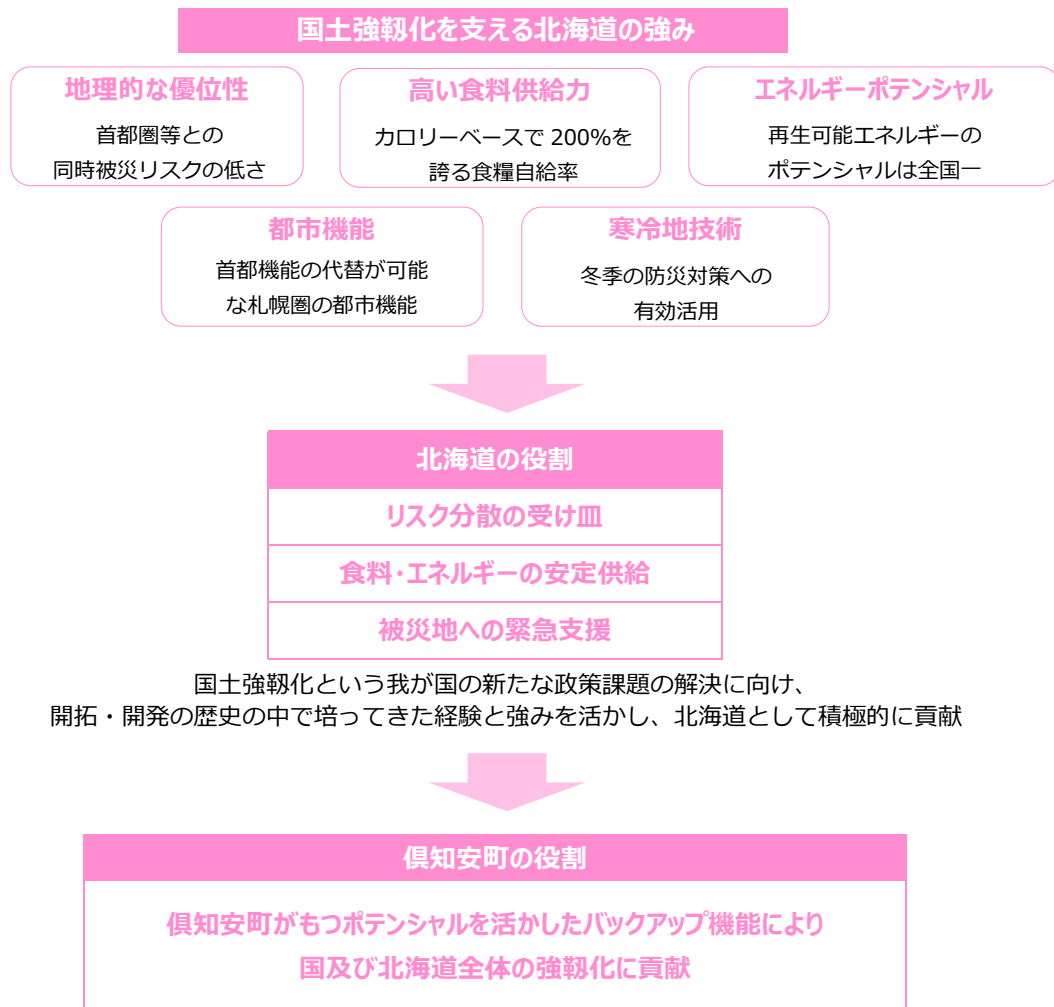 国土強靱化を支える北海道の強み
地理的な優位性
首都圏等との
同時被災リスクの低さ
高い食料供給力
カロリーベースで 200%を
誇る食糧自給率
エネルギーポテンシャル
再生可能エネルギーの
ポテンシャルは全国一
都市機能
首都機能の代替が可能
な札幌圏の都市機能
寒冷地技術
冬季の防災対策への
有効活用
北海道の役割
リスク分散の受け皿
食料・エネルギーの安定供給
被災地への緊急支援
国土強靱化という我が国の新たな政策課題の解決に向け、
開拓・開発の歴史の中で培ってきた経験と強みを活かし、北海道として積極的に貢献
倶知安町の役割
倶知安町がもつポテンシャルを活かしたバックアップ機能により
国及び北海道全体の強靱化に貢献